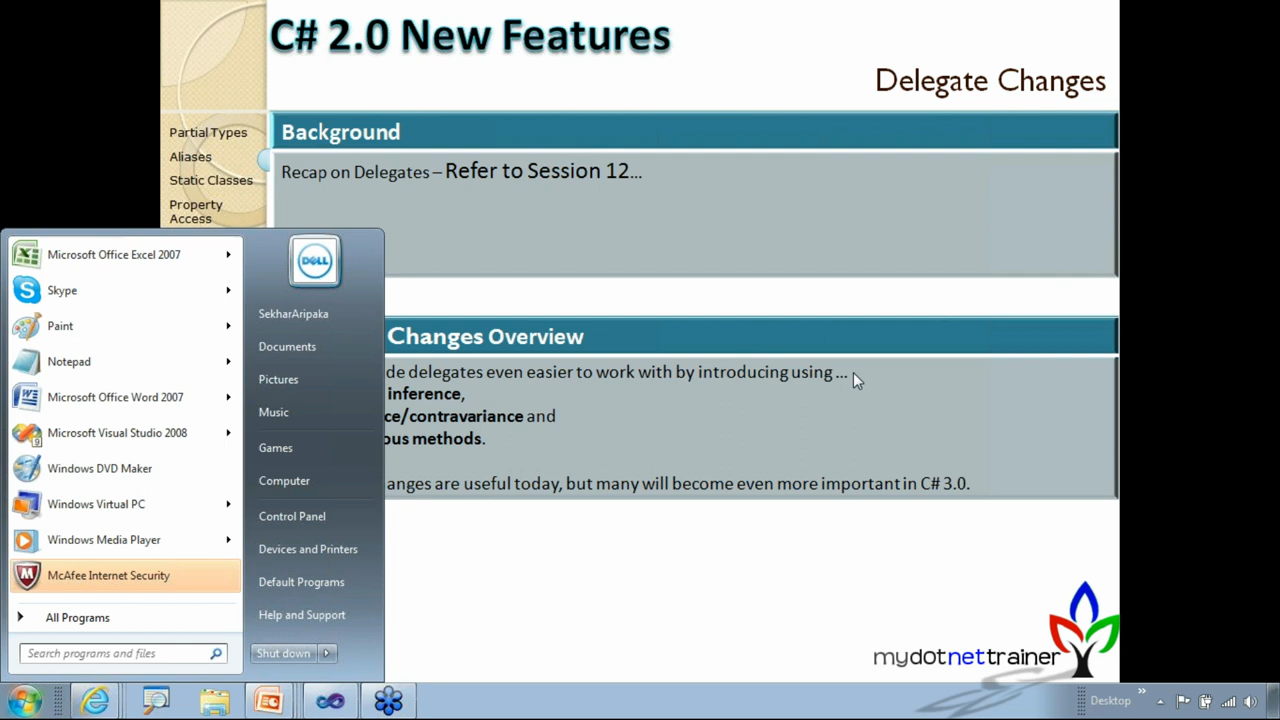 C# 2.0 New Features
Delegate Changes
Partial Types
Aliases
Static Classes
Property
Access
Background
Recap on Delegates – Refer to Session 12...
Changes Overview
de delegates even easier to work with by introducing using ...
inference,
ce/contravariance and
ous methods.
anges are useful today, but many will become even more important in C# 3.0.
Microsoft Office Excel 2007
Skype
Paint
Notepad
Microsoft Office Word 2007
Microsoft Visual Studio 2008
Windows DVD Maker
Windows Virtual PC
Windows Media Player
McAfee Internet Security
All Programs
Search programs and files
DELL
SekharAripaka
Documents
Pictures
Music
Games
Computer
Control Panel
Devices and Printers
Default Programs
Help and Support
Shut down
mydotnettrainer
Desktop